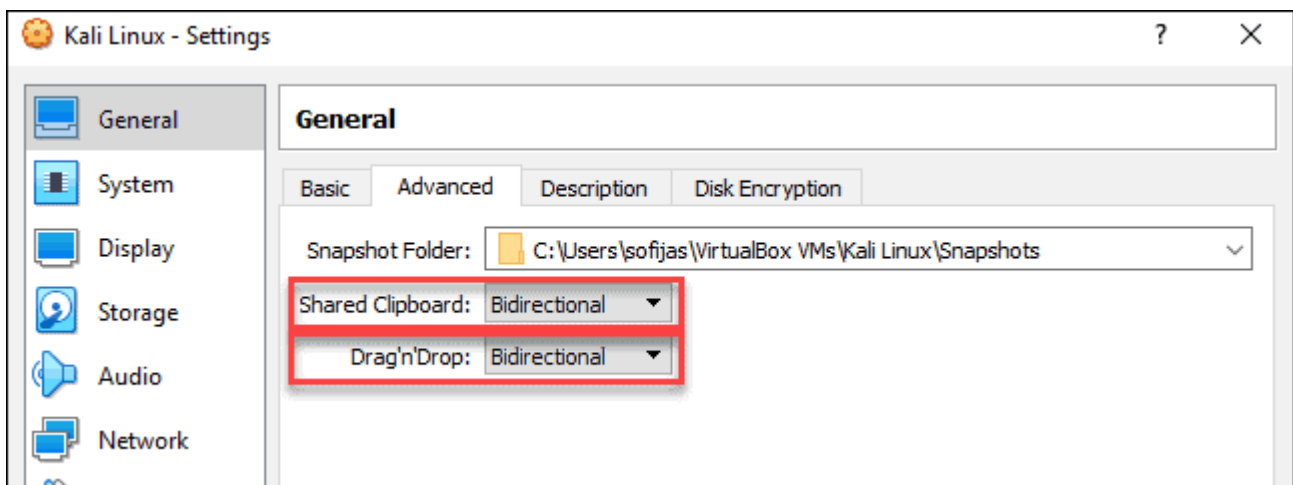 Kali Linux - Settings ? ×
General
System
Display
Storage
Audio
Network
General
Basic Advanced Description Disk Encryption
Snapshot Folder: C:\Users\sofijas\VirtualBox VMs\Kali Linux\Snapshots
Shared Clipboard: Bidirectional
Drag'n'Drop: Bidirectional